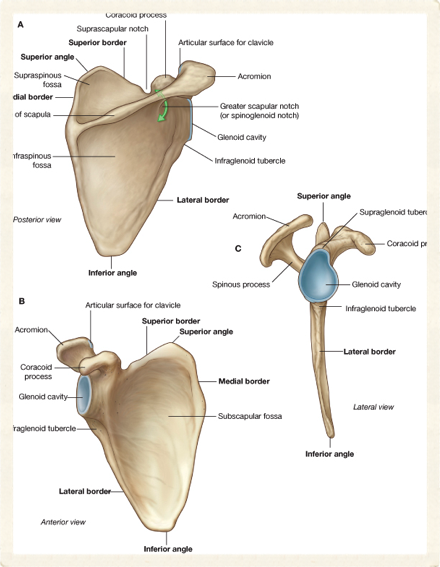 A
Coracoid process
Suprascapular notch
Superior border
Articular surface for clavicle
Superior angle
Acromion
Supraspinous
fossa
dial border
of scapula
Greater scapular notch
(or spinoglenoid notch)
Glenoid cavity
nfraspinous
fossa
Infraglenoid tubercle
Lateral border
Posterior view
Inferior angle
C
Superior angle
Acromion
Supraglenoid tuberc
Coracoid pr
Spinous process
Glenoid cavity
Infraglenoid tubercle
Lateral border
Lateral view
Inferior angle
B
Articular surface for clavicle
Superior border
Superior angle
Acromion
Coracoid
process
Medial border
Glenoid cavity
Subscapular fossa
fraglenoid tubercle
Lateral border
Anterior view
Inferior angle